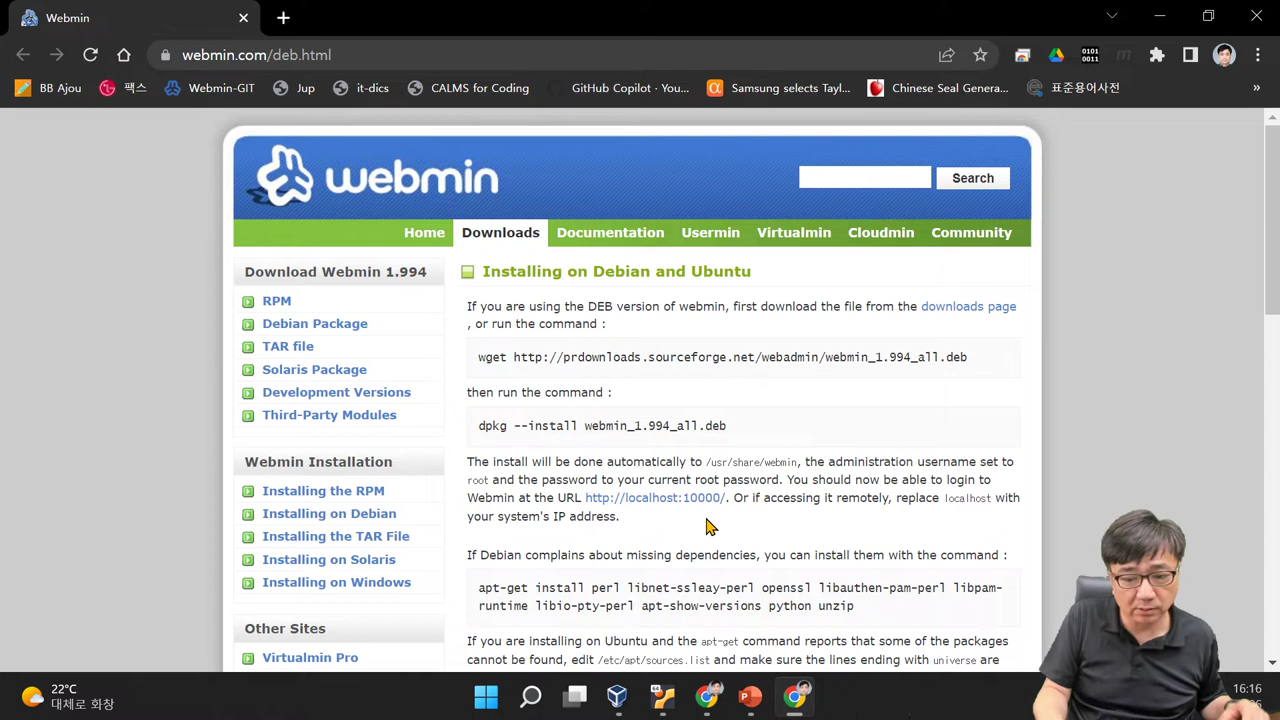 Webmin
webmin.com/deb.html
BB Ajou
팩스
Webmin-GIT
Jup
it-dics
CALMS for Coding
GitHub Copilot · You...
Samsung selects Tayl...
Chinese Seal Genera...
표준용어사전
»
webmin
Search
Home
Downloads
Documentation
Usermin
Virtualmin
Cloudmin
Community
Download Webmin 1.994
RPM
Debian Package
TAR file
Solaris Package
Development Versions
Third-Party Modules
Webmin Installation
Installing the RPM
Installing on Debian
Installing the TAR File
Installing on Solaris
Installing on Windows
Other Sites
Virtualmin Pro
Installing on Debian and Ubuntu
If you are using the DEB version of webmin, first download the file from the downloads page
, or run the command :
wget http://prdownloads.sourceforge.net/webadmin/webmin_1.994_all.deb
then run the command :
dpkg --install webmin_1.994_all.deb
The install will be done automatically to /usr/share/webmin, the administration username set to
root and the password to your current root password. You should now be able to login to
Webmin at the URL http://localhost:10000/. Or if accessing it remotely, replace localhost with
your system's IP address.
If Debian complains about missing dependencies, you can install them with the command :
apt-get install perl libnet-ssleay-perl openssl libauthen-pam-perl libpam-
runtime libio-pty-perl apt-show-versions python unzip
If you are installing on Ubuntu and the apt-get command reports that some of the packages
cannot be found, edit /etc/apt/sources.list and make sure the lines ending with universe are
22°C
대체로 화창
16:16